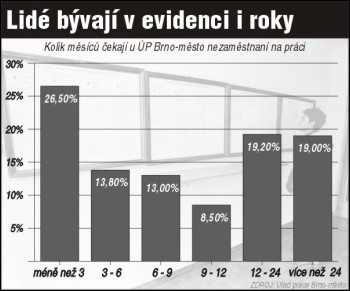 Lidé bývají v evidenci i roky
Kolik měsíců čekají u ÚP Brno-město nezaměstnaní na práci
30%
25%
20%
15%
10%
5%
26,50%
13,80%
13,00%
8,50%
19,20%
19,00%
méně než 3
3 - 6
6 - 9
9 - 12
12 - 24
více než 24
ZDROJ: Úřad práce Brno-město